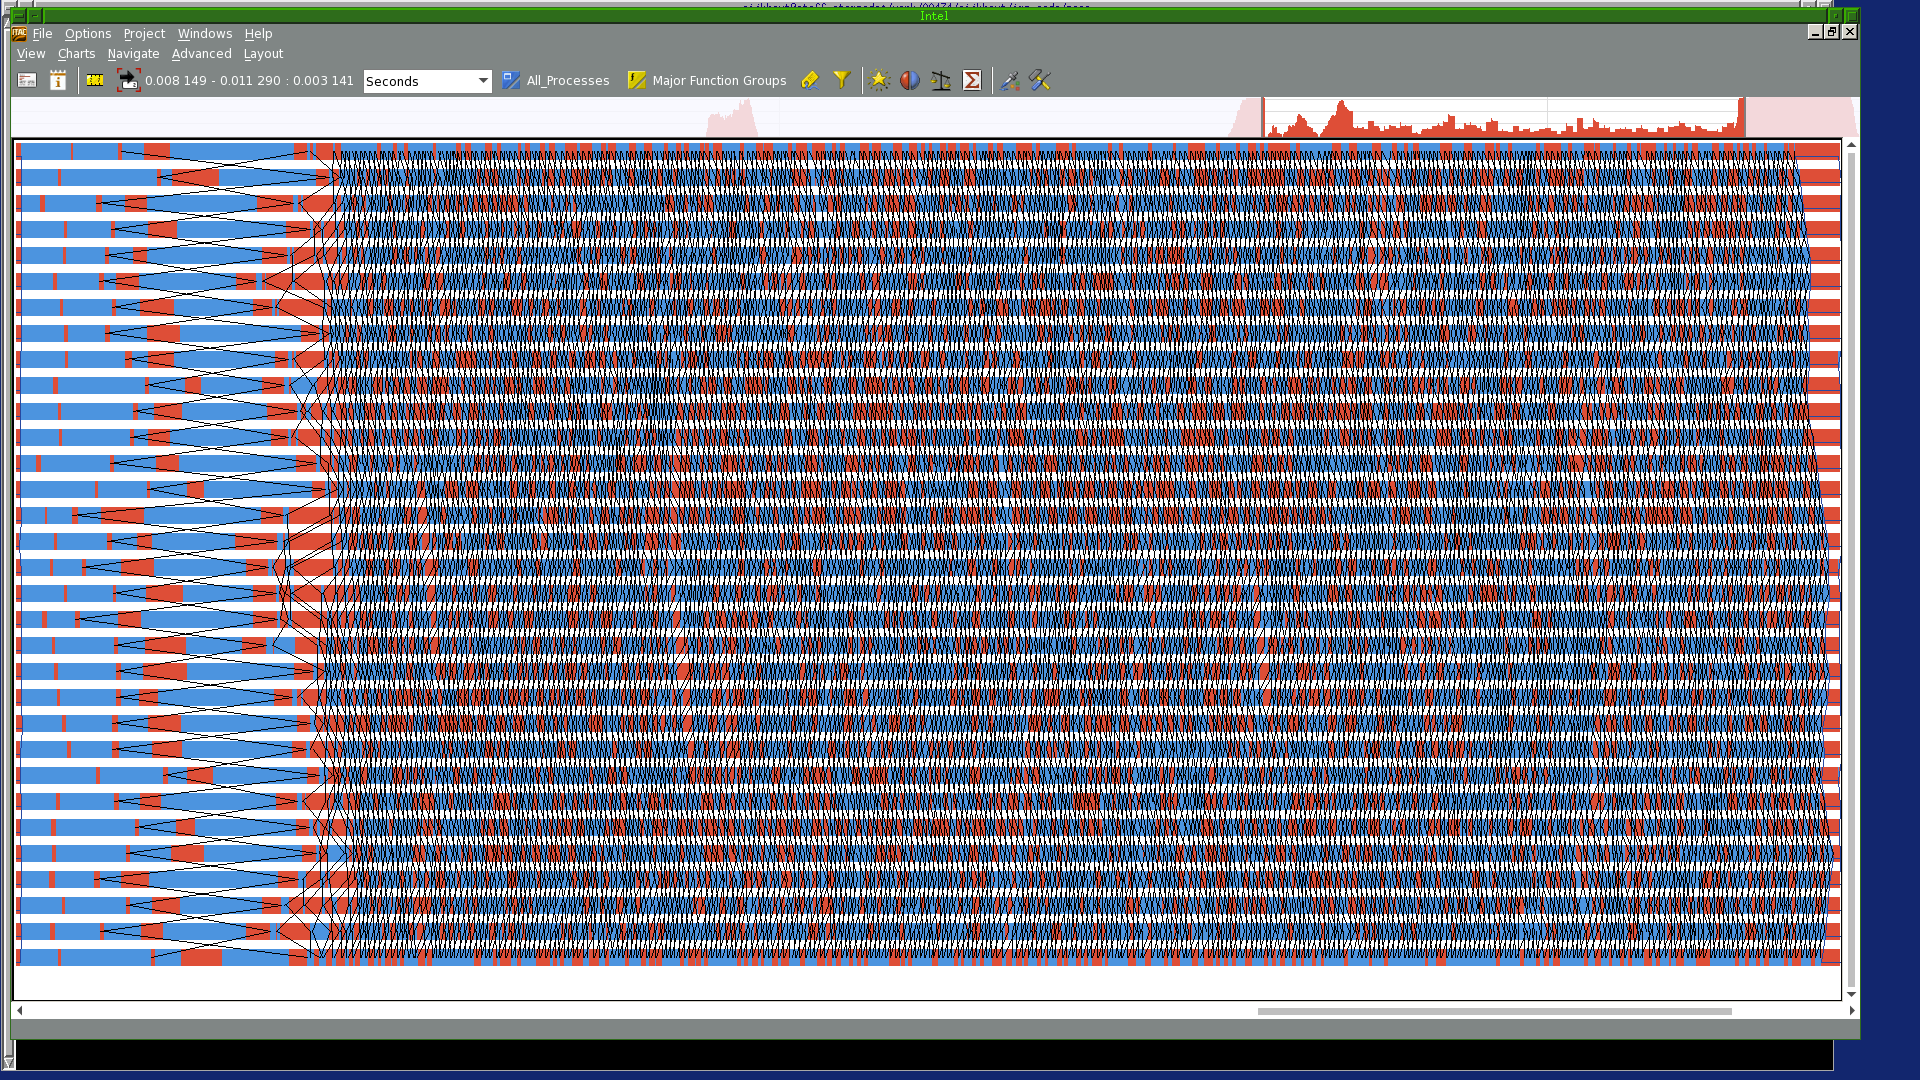 Intel
File Options Project Windows Help
View Charts Navigate Advanced Layout
0.008 149 - 0.011 290 : 0.003 141 Seconds All_Processes Major Function Groups